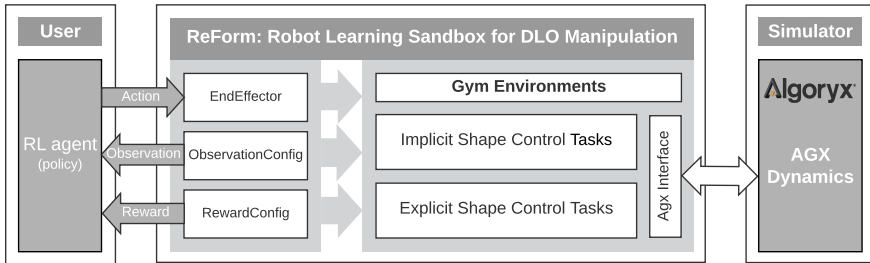 User
RL agent
(policy)
Action
Observation
Reward
ReForm: Robot Learning Sandbox for DLO Manipulation
EndEffector
ObservationConfig
RewardConfig
Gym Environments
Implicit Shape Control Tasks
Explicit Shape Control Tasks
Agx Interface
Simulator
Algoryx
AGX
Dynamics